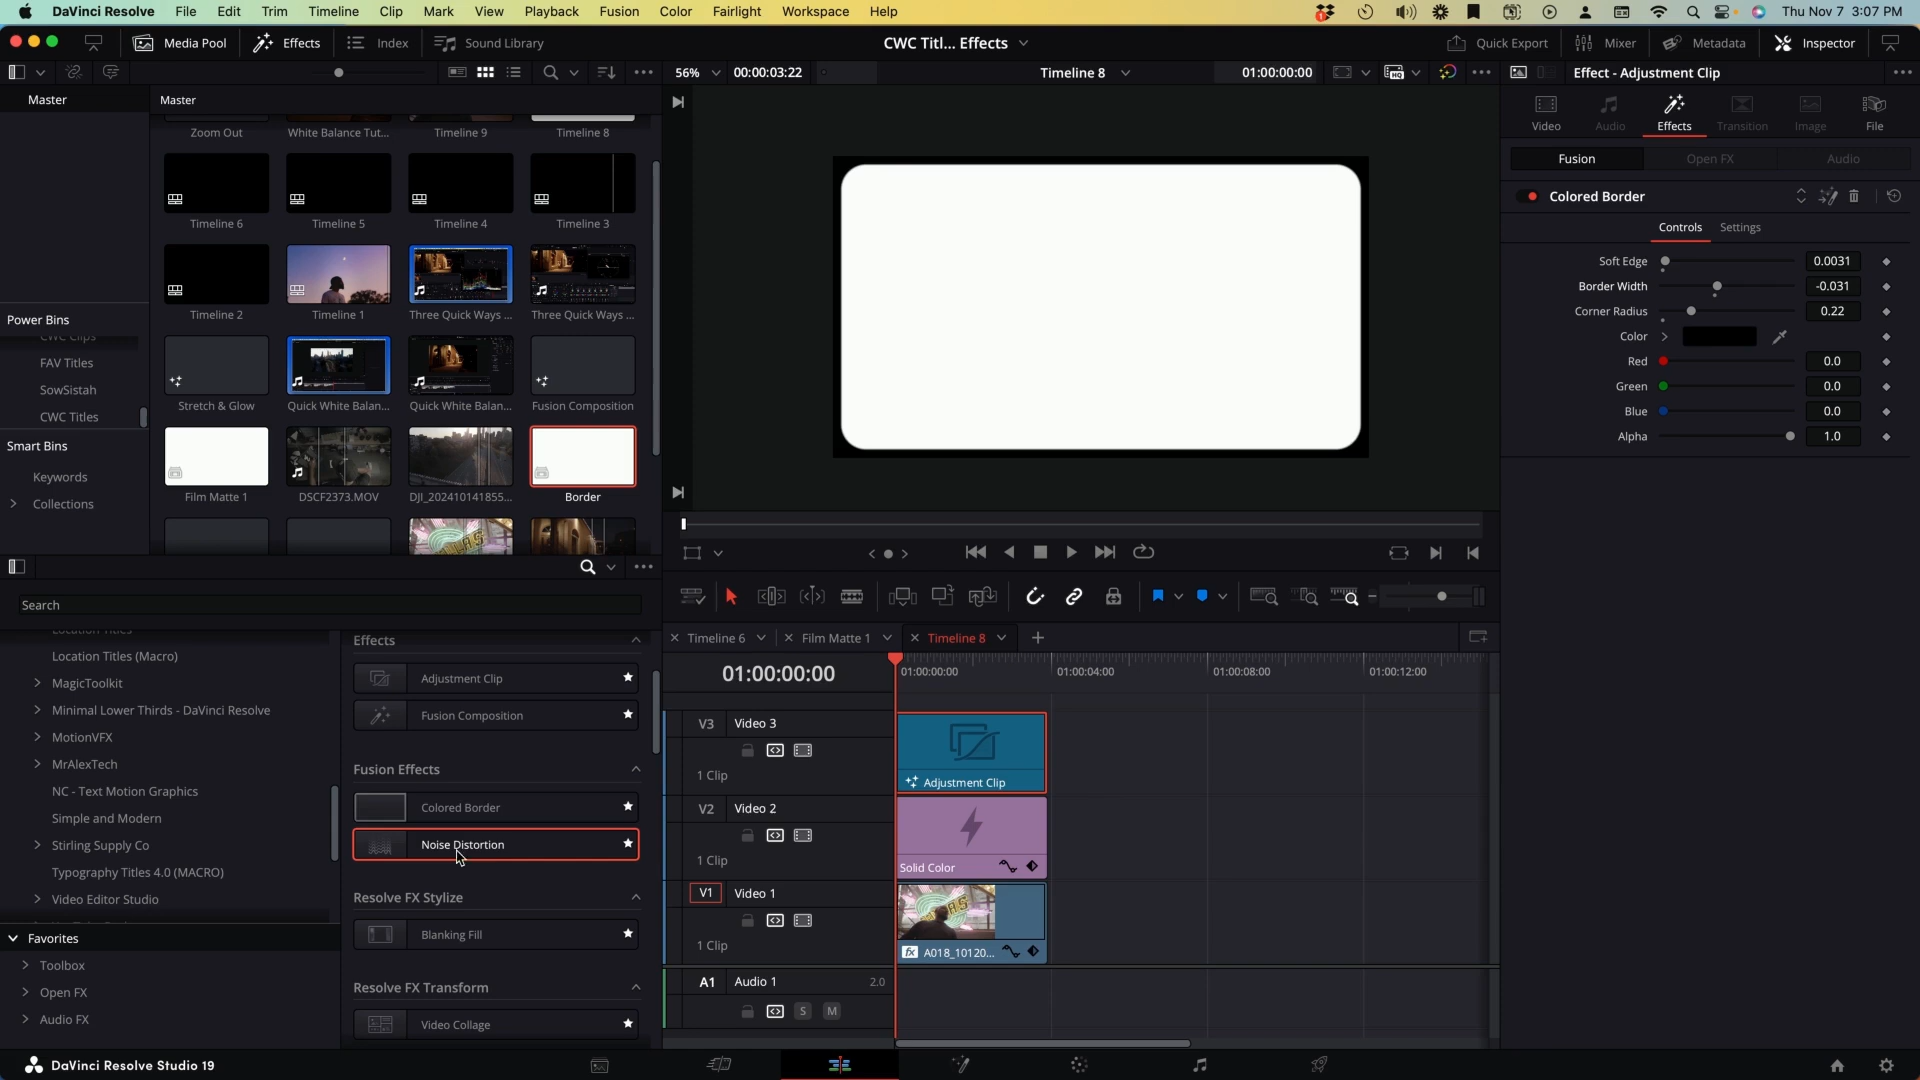 DaVinci Resolve File Edit Trim Timeline Clip Mark View Playback Fusion Color Fairlight Workspace Help
Thu Nov 7 3:07 PM
Media Pool Effects Index Sound Library
CWC Titl... Effects
Quick Export Mixer Metadata Inspector
56% 00:00:03:22 Timeline 8 01:00:00:00
Effect - Adjustment Clip
Master
Master
Zoom Out White Balance Tut... Timeline 9 Timeline 8
Timeline 6 Timeline 5 Timeline 4 Timeline 3
Timeline 2 Timeline 1 Three Quick Ways ... Three Quick Ways ...
Stretch & Glow Quick White Balan... Quick White Balan... Fusion Composition
Film Matte 1 DSCF2373.MOV DJI_202410141855... Border
Power Bins
CWC Clips
FAV Titles
SowSistah
CWC Titles
Smart Bins
Keywords
Collections
Video Audio Effects Transition Image File
Fusion Open FX Audio
Colored Border
Controls Settings
Soft Edge 0.0031
Border Width -0.031
Corner Radius 0.22
Color
Red 0.0
Green 0.0
Blue 0.0
Alpha 1.0
Search
Location Titles
Location Titles (Macro)
MagicToolkit
Minimal Lower Thirds - DaVinci Resolve
MotionVFX
MrAlexTech
NC - Text Motion Graphics
Simple and Modern
Stirling Supply Co
Typography Titles 4.0 (MACRO)
Video Editor Studio
Favorites
Toolbox
Open FX
Audio FX
Effects
Adjustment Clip
Fusion Composition
Fusion Effects
Colored Border
Noise Distortion
Resolve FX Stylize
Blanking Fill
Resolve FX Transform
Video Collage
Timeline 6 Film Matte 1 Timeline 8
01:00:00:00
01:00:00:00 01:00:04:00 01:00:08:00 01:00:12:00
V3 Video 3
1 Clip
Adjustment Clip
V2 Video 2
1 Clip
Solid Color
V1 Video 1
1 Clip
fx A018_10120...
A1 Audio 1 2.0
S M
DaVinci Resolve Studio 19